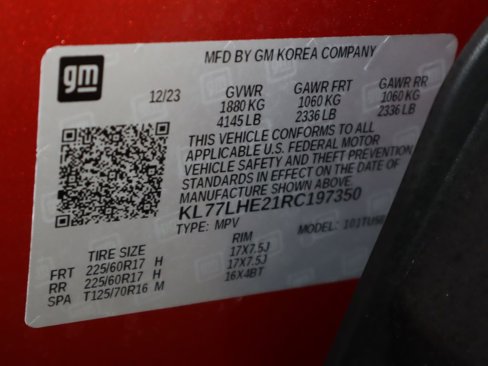 gm
MFD BY GM KOREA COMPANY
12/23 GVWR GAWR FRT GAWR RR
1880 KG 1060 KG 1060 KG
4145 LB 2336 LB 2336 LB
THIS VEHICLE CONFORMS TO ALL
APPLICABLE U.S. FEDERAL MOTOR
VEHICLE SAFETY AND THEFT PREVENTION
STANDARDS IN EFFECT ON THE DATE OF
MANUFACTURE SHOWN ABOVE.
KL77LHE21RC197350
TYPE: MPV MODEL:
TIRE SIZE RIM
FRT 225/60R17 H 17X7.5J
RR 225/60R17 H 17X7.5J
SPA T125/70R16 M 16X4BT